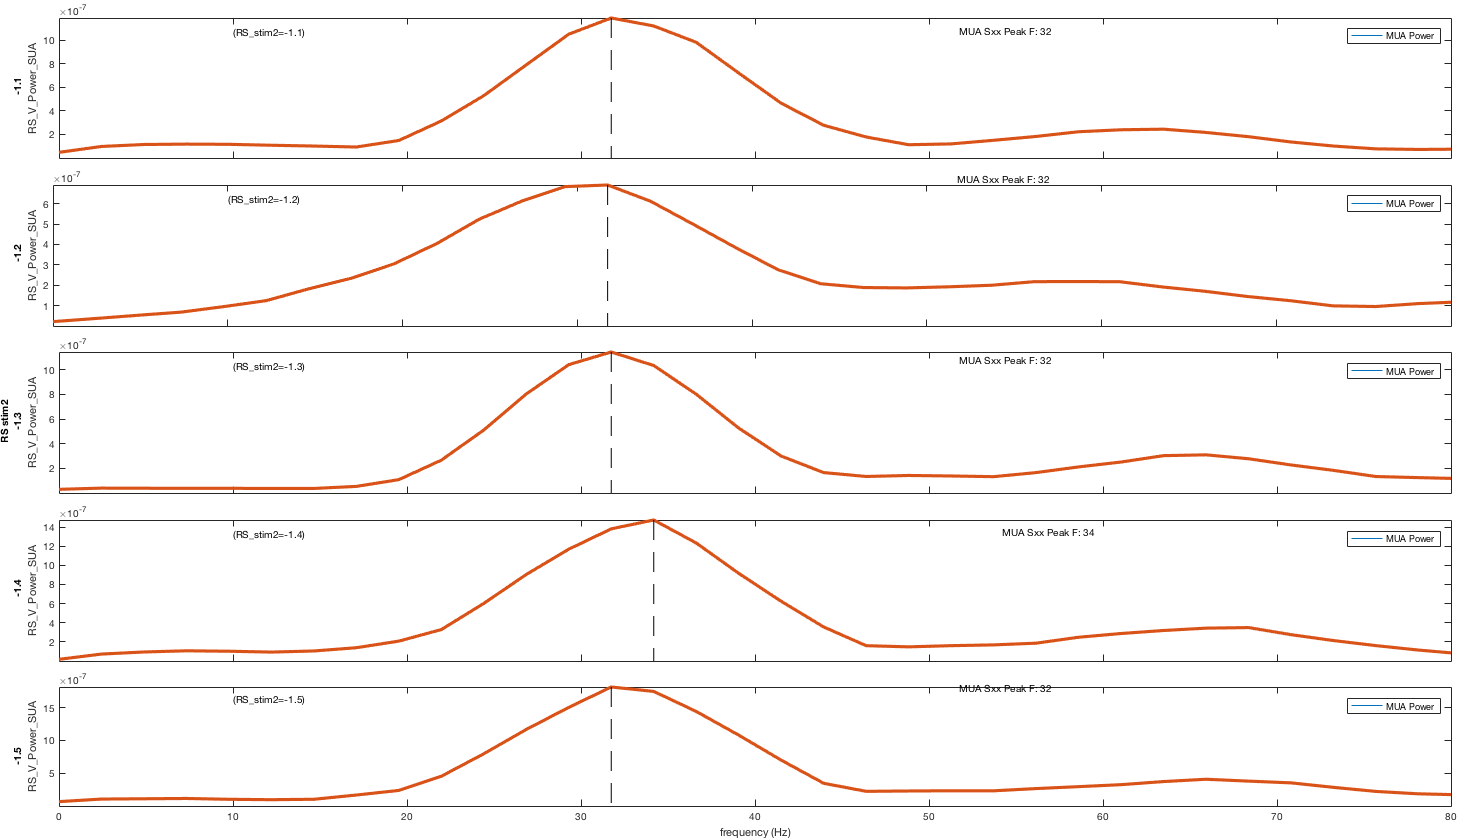 ×10-7
(RS_stim2=-1.1)
MUA Sxx Peak F: 32
MUA Power
10
8
6
4
2
-1.1
RS_V_Power_SUA
×10-7
(RS_stim2=-1.2)
MUA Sxx Peak F: 32
MUA Power
6
5
4
3
2
1
-1.2
RS_V_Power_SUA
×10-7
(RS_stim2=-1.3)
MUA Sxx Peak F: 32
MUA Power
10
8
6
4
2
RS stim2
-1.3
RS_V_Power_SUA
×10-7
(RS_stim2=-1.4)
MUA Sxx Peak F: 34
MUA Power
14
12
10
8
6
4
2
-1.4
RS_V_Power_SUA
×10-7
(RS_stim2=-1.5)
MUA Sxx Peak F: 32
MUA Power
15
10
5
-1.5
RS_V_Power_SUA
0 10 20 30 40 50 60 70 80
frequency (Hz)